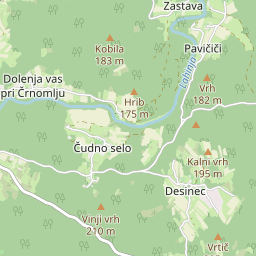 Zastava
Kobila
183 m
Pavičiči
Dolenja vas
pri Črnomlju
Lahinja
Vrh
182 m
Hrib
175 m
Čudno selo
Kalni vrh
195 m
Desinec
Vinji vrh
210 m
Vrtič